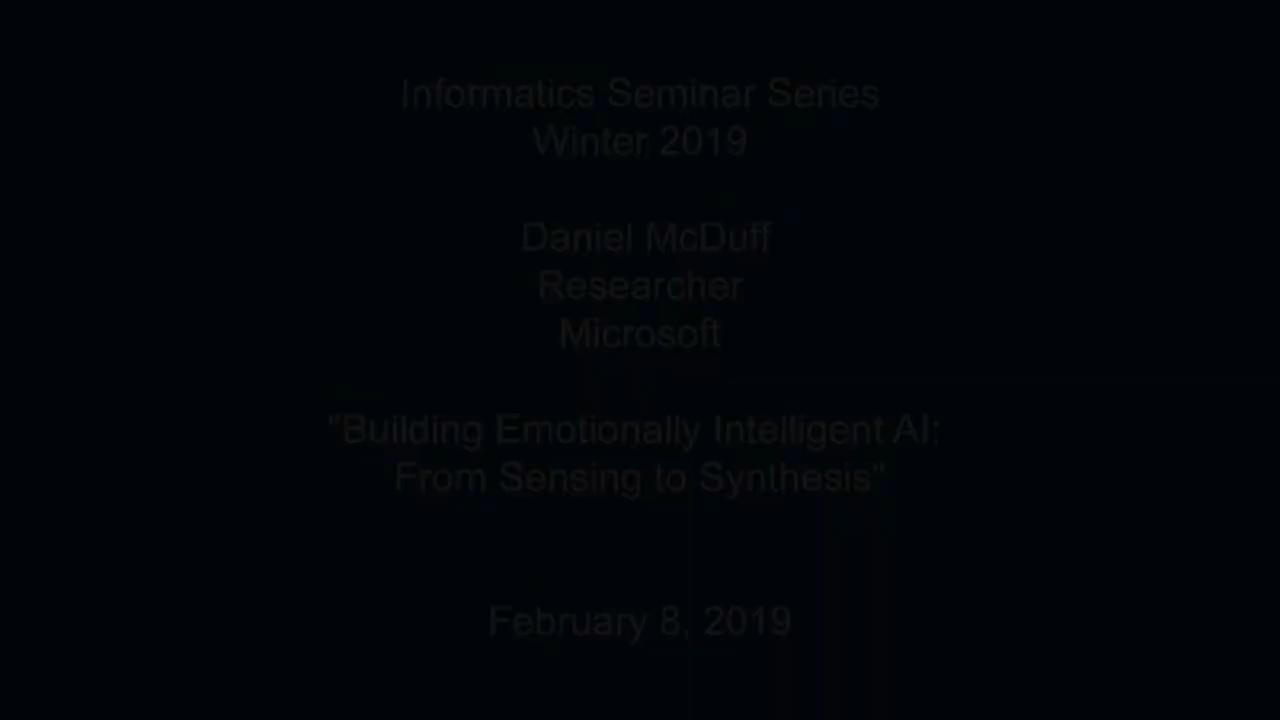 Informatics Seminar Series
Winter 2019
Daniel McDuff
Researcher
Microsoft
"Building Emotionally Intelligent AI:
From Sensing to Synthesis"
February 8, 2019